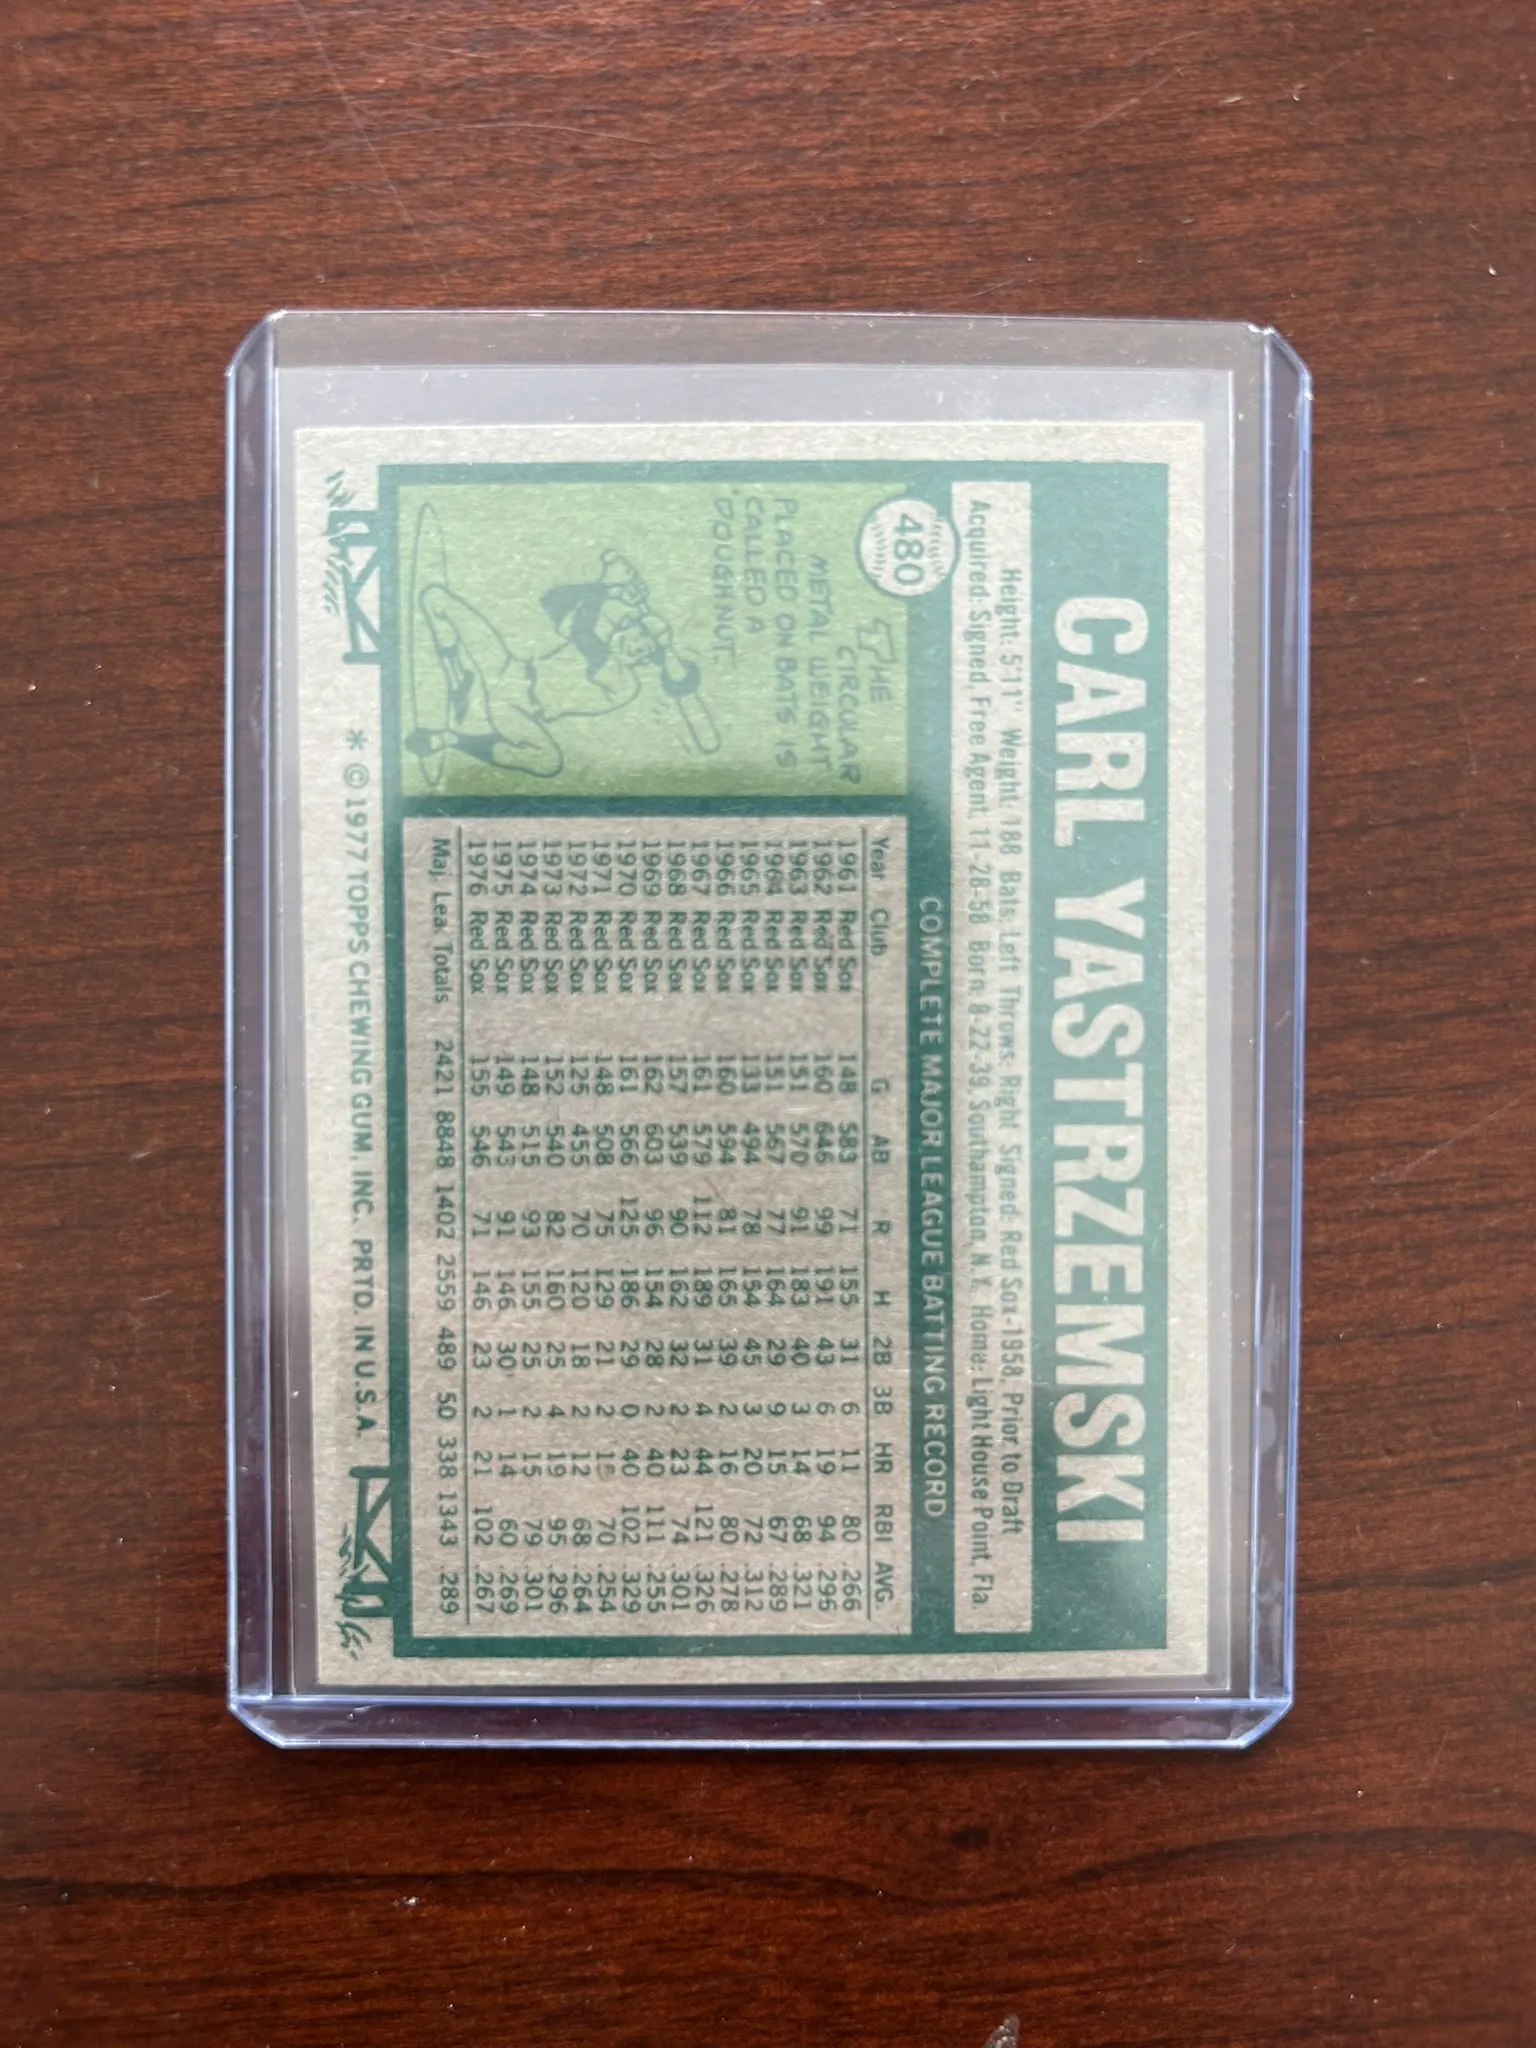 CARL YASTRZEMSKI
Height: 5'11" Weight: 188 Bats: Left Throws: Right Signed: Red Sox-1958, Prior to Draft
Acquired: Signed, Free Agent, 11-28-58 Born: 8-22-39, Southampton, N.Y. Home: Light House Point, Fla.
480
THE
CIRCULAR
METAL WEIGHT
PLACED ON BATS IS
CALLED A
"DOUGHNUT."
COMPLETE MAJOR LEAGUE BATTING RECORD
Year Club G AB R H 2B 3B HR RBI AVG.
1961 Red Sox 148 583 71 155 31 6 11 80 .266
1962 Red Sox 160 646 99 191 43 6 19 94 .296
1963 Red Sox 151 570 91 183 40 3 14 68 .321
1964 Red Sox 151 567 77 164 29 9 15 67 .289
1965 Red Sox 133 494 78 154 45 3 20 72 .312
1966 Red Sox 160 594 81 165 39 2 16 80 .278
1967 Red Sox 161 579 112 189 31 4 44 121 .326
1968 Red Sox 157 539 90 162 32 2 23 74 .301
1969 Red Sox 162 603 96 154 28 2 40 111 .255
1970 Red Sox 161 566 125 186 29 0 40 102 .329
1971 Red Sox 148 508 75 129 21 2 15 70 .254
1972 Red Sox 125 455 70 120 18 2 12 68 .264
1973 Red Sox 152 540 82 160 25 4 19 95 .296
1974 Red Sox 148 515 93 155 25 2 15 79 .301
1975 Red Sox 149 543 91 146 30 1 14 60 .269
1976 Red Sox 155 546 71 146 23 2 21 102 .267
Maj. Lea. Totals 2421 8848 1402 2559 489 50 338 1343 .289
* © 1977 TOPPS CHEWING GUM, INC. PRTD. IN U.S.A.